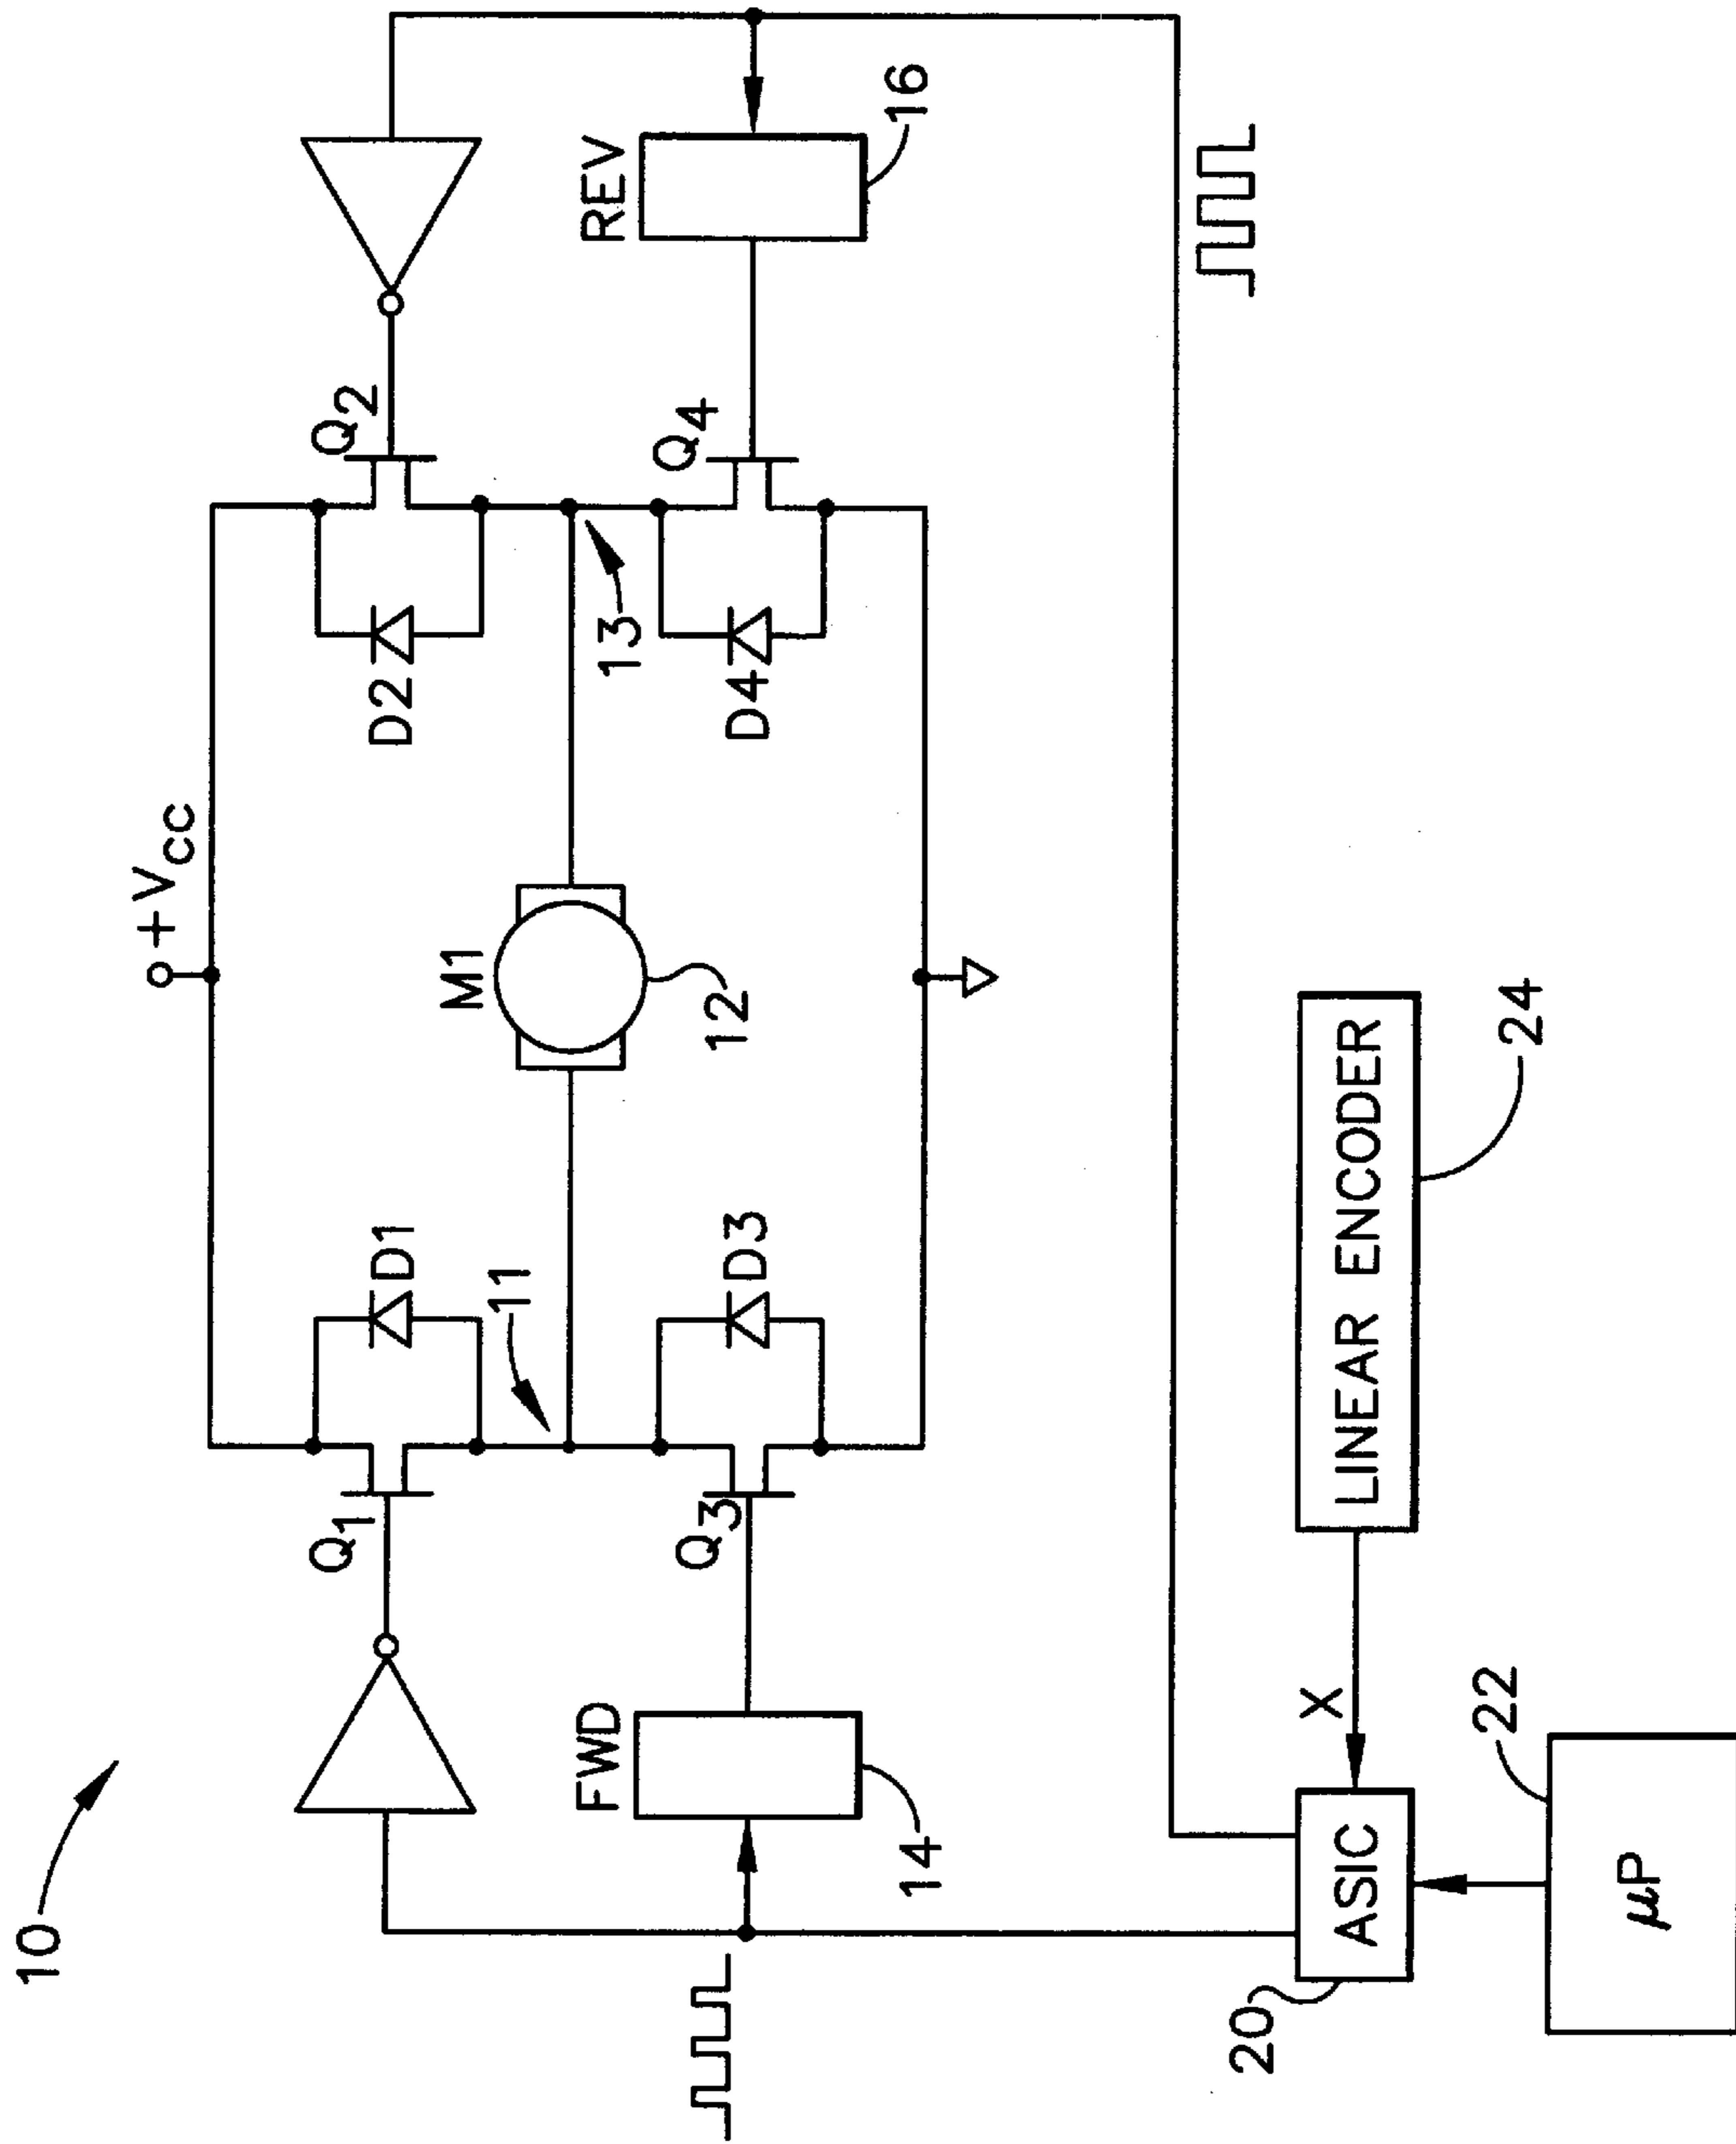 10
+VCC
Q1
D1
D2
Q2
11
M1
12
13
FWD
14
Q3
D3
D4
Q4
REV
16
20
ASIC
X
LINEAR ENCODER
24
22
μP